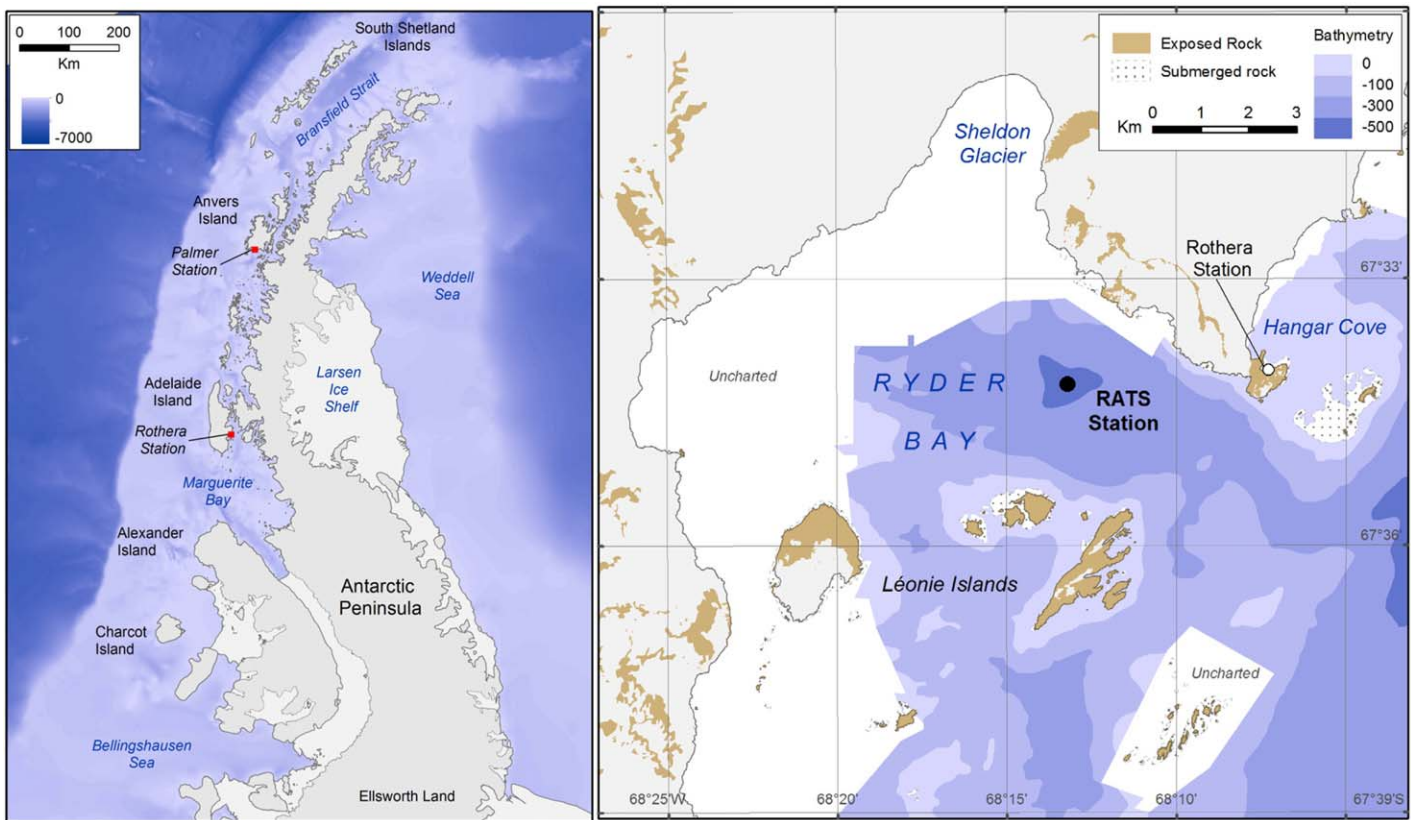 0 100 200
Km
0
-7000
South Shetland
Islands
Bransfield Strait
Anvers
Island
Palmer
Station
Weddell
Sea
Larsen
Ice
Shelf
Adelaide
Island
Rothera
Station
Marguerite
Bay
Alexander
Island
Antarctic
Peninsula
Charcot
Island
Bellingshausen
Sea
Ellsworth Land
Exposed Rock
Submerged rock
0 1 2 3
Km
Bathymetry
0
-100
-300
-500
Sheldon
Glacier
Rothera
Station
67°33'
Hangar Cove
Uncharted
RYDER
BAY
RATS
Station
67°36'
Léonie Islands
Uncharted
68°25'W
68°20'
68°15'
68°10'
67°39'S